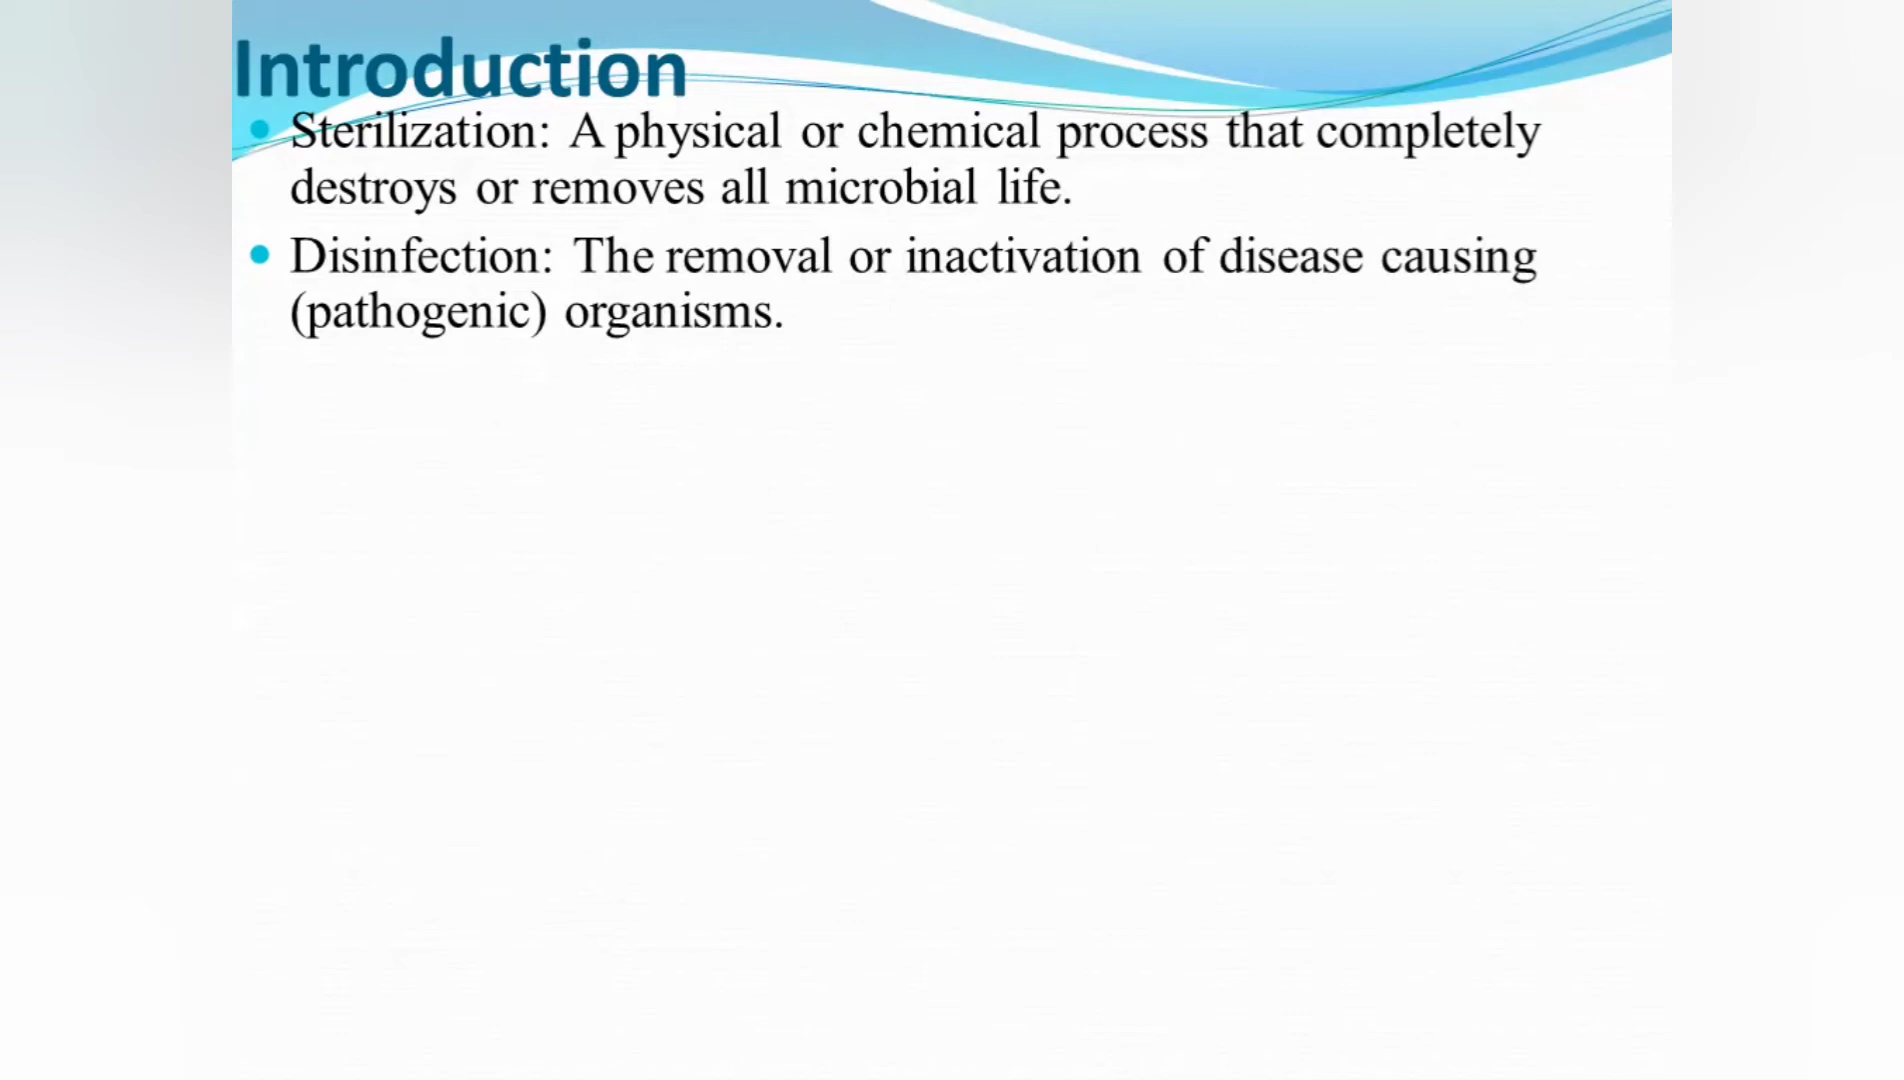 Introduction
• Sterilization: A physical or chemical process that completely
destroys or removes all microbial life.
• Disinfection: The removal or inactivation of disease causing
(pathogenic) organisms.